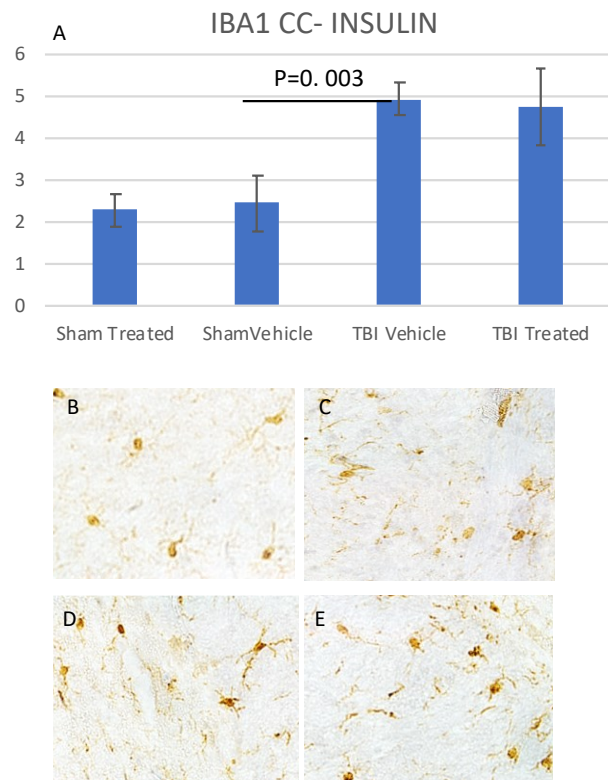 A
IBA1 CC- INSULIN
6
P=0. 003
5
4
3
2
1
0
Sham Treated
ShamVehicle
TBI Vehicle
TBI Treated
B
C
D
E